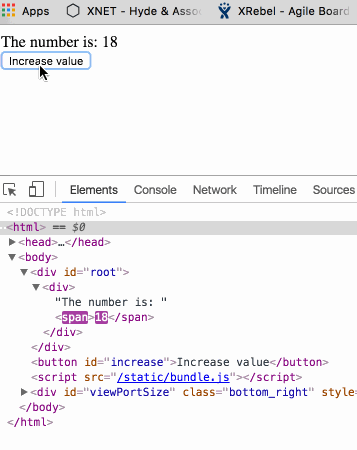 Apps XNET - Hyde & Asso XRebel - Agile Board
The number is: 18
Increase value
Elements Console Network Timeline Sources
<!DOCTYPE html>
<html> == $0
<head>…</head>
<body>
<div id="root">
<div>
"The number is: "
<span>18</span>
</div>
</div>
<button id="increase">Increase value</button>
<script src="/static/bundle.js"></script>
<div id="viewPortSize" class="bottom_right" style=
</body>
</html>